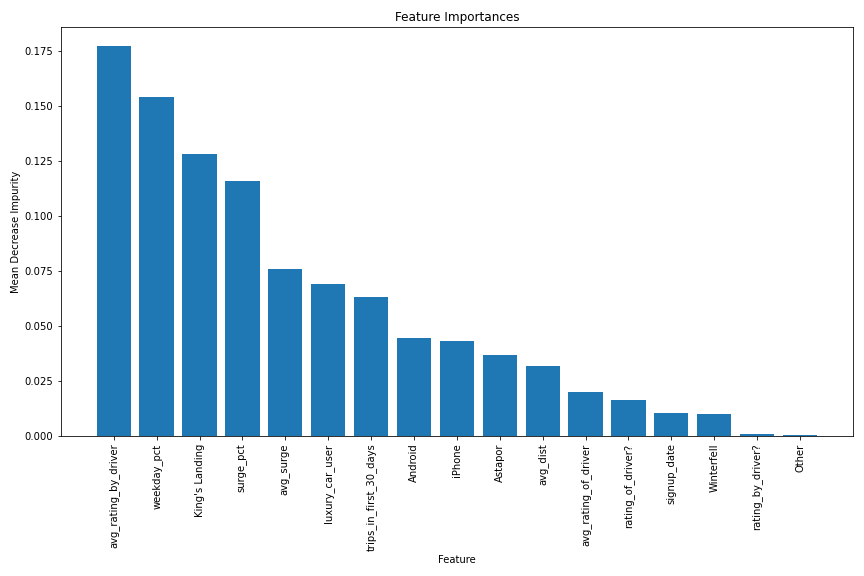 Feature Importances
0.175
0.150
0.125
0.100
0.075
0.050
0.025
0.000
Mean Decrease Impurity
avg_rating_by_driver
weekday_pct
King's Landing
surge_pct
avg_surge
luxury_car_user
trips_in_first_30_days
Android
iPhone
Astapor
avg_dist
avg_rating_of_driver
rating_of_driver?
signup_date
Winterfell
rating_by_driver?
Other
Feature